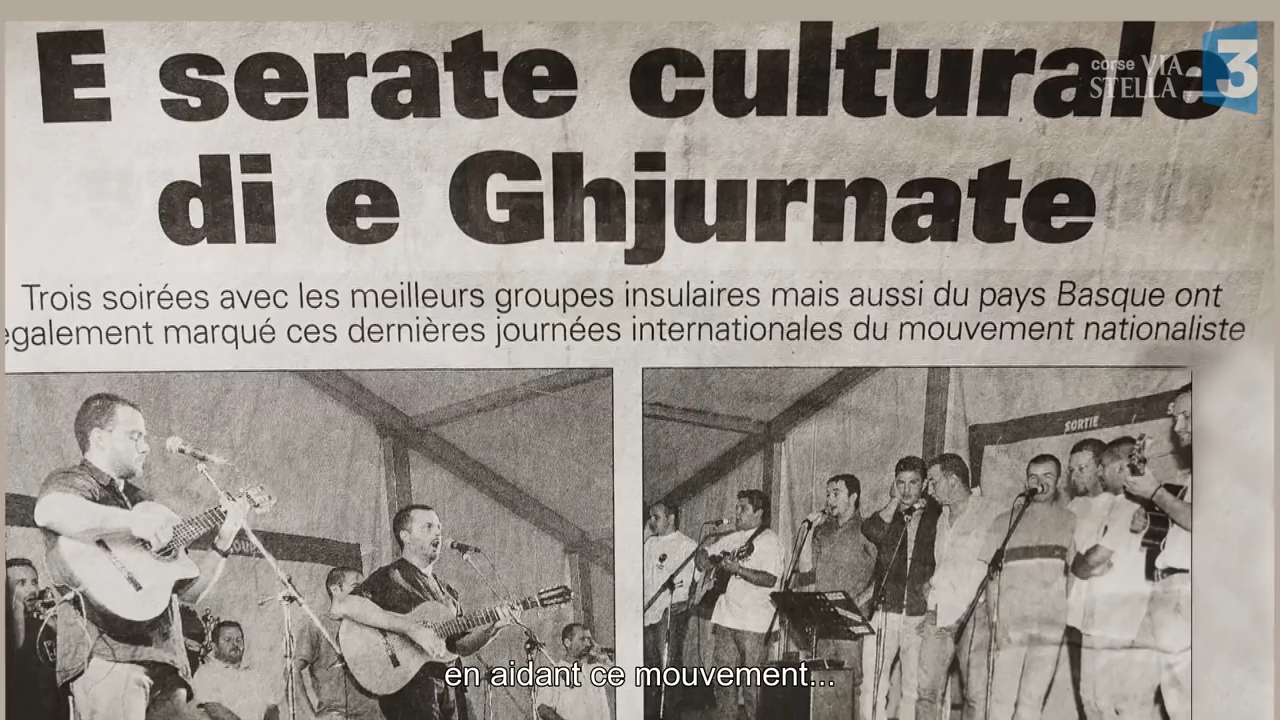 E serate culturale
di e Ghjurnate
corse VIA
STELLA 3
Trois soirées avec les meilleurs groupes insulaires mais aussi du pays Basque ont
également marqué ces dernières journées internationales du mouvement nationaliste
SORTIE
en aidant ce mouvement...